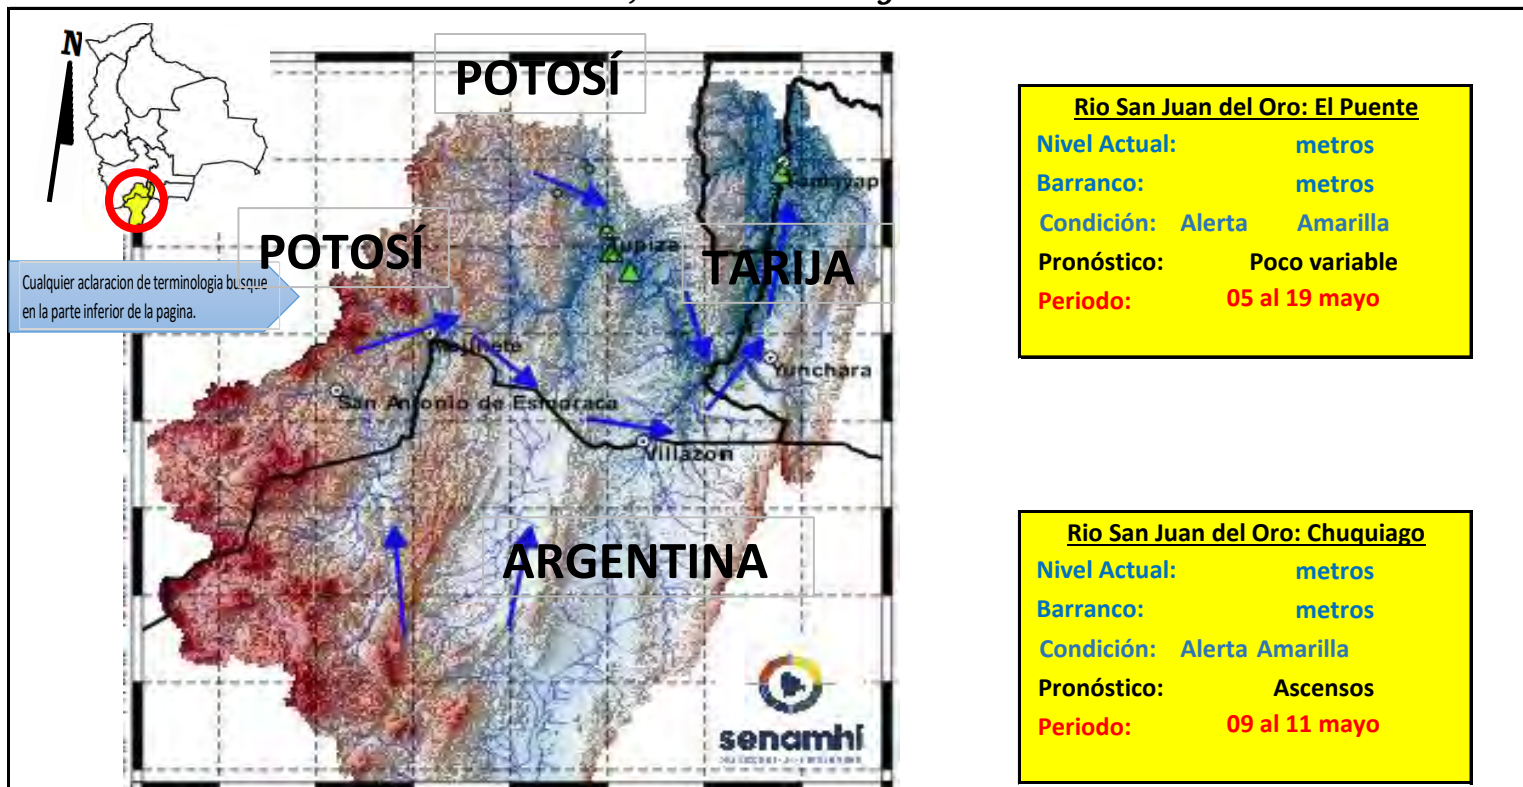 N
POTOSÍ
POTOSÍ
TARIJA
ARGENTINA
Cualquier aclaracion de terminologia busque
en la parte inferior de la pagina.
Tupiza
Yunchara
San Antonio de Esmoraca
Villazon
senamhi
Rio San Juan del Oro: El Puente
Nivel Actual: metros
Barranco: metros
Condición: Alerta Amarilla
Pronóstico: Poco variable
Periodo: 05 al 19 mayo
Rio San Juan del Oro: Chuquiago
Nivel Actual: metros
Barranco: metros
Condición: Alerta Amarilla
Pronóstico: Ascensos
Periodo: 09 al 11 mayo